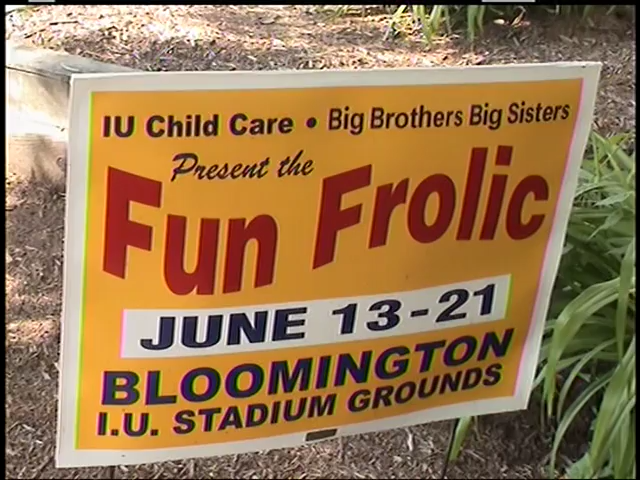 IU Child Care • Big Brothers Big Sisters
Present the
Fun Frolic
JUNE 13-21
BLOOMINGTON
I.U. STADIUM GROUNDS